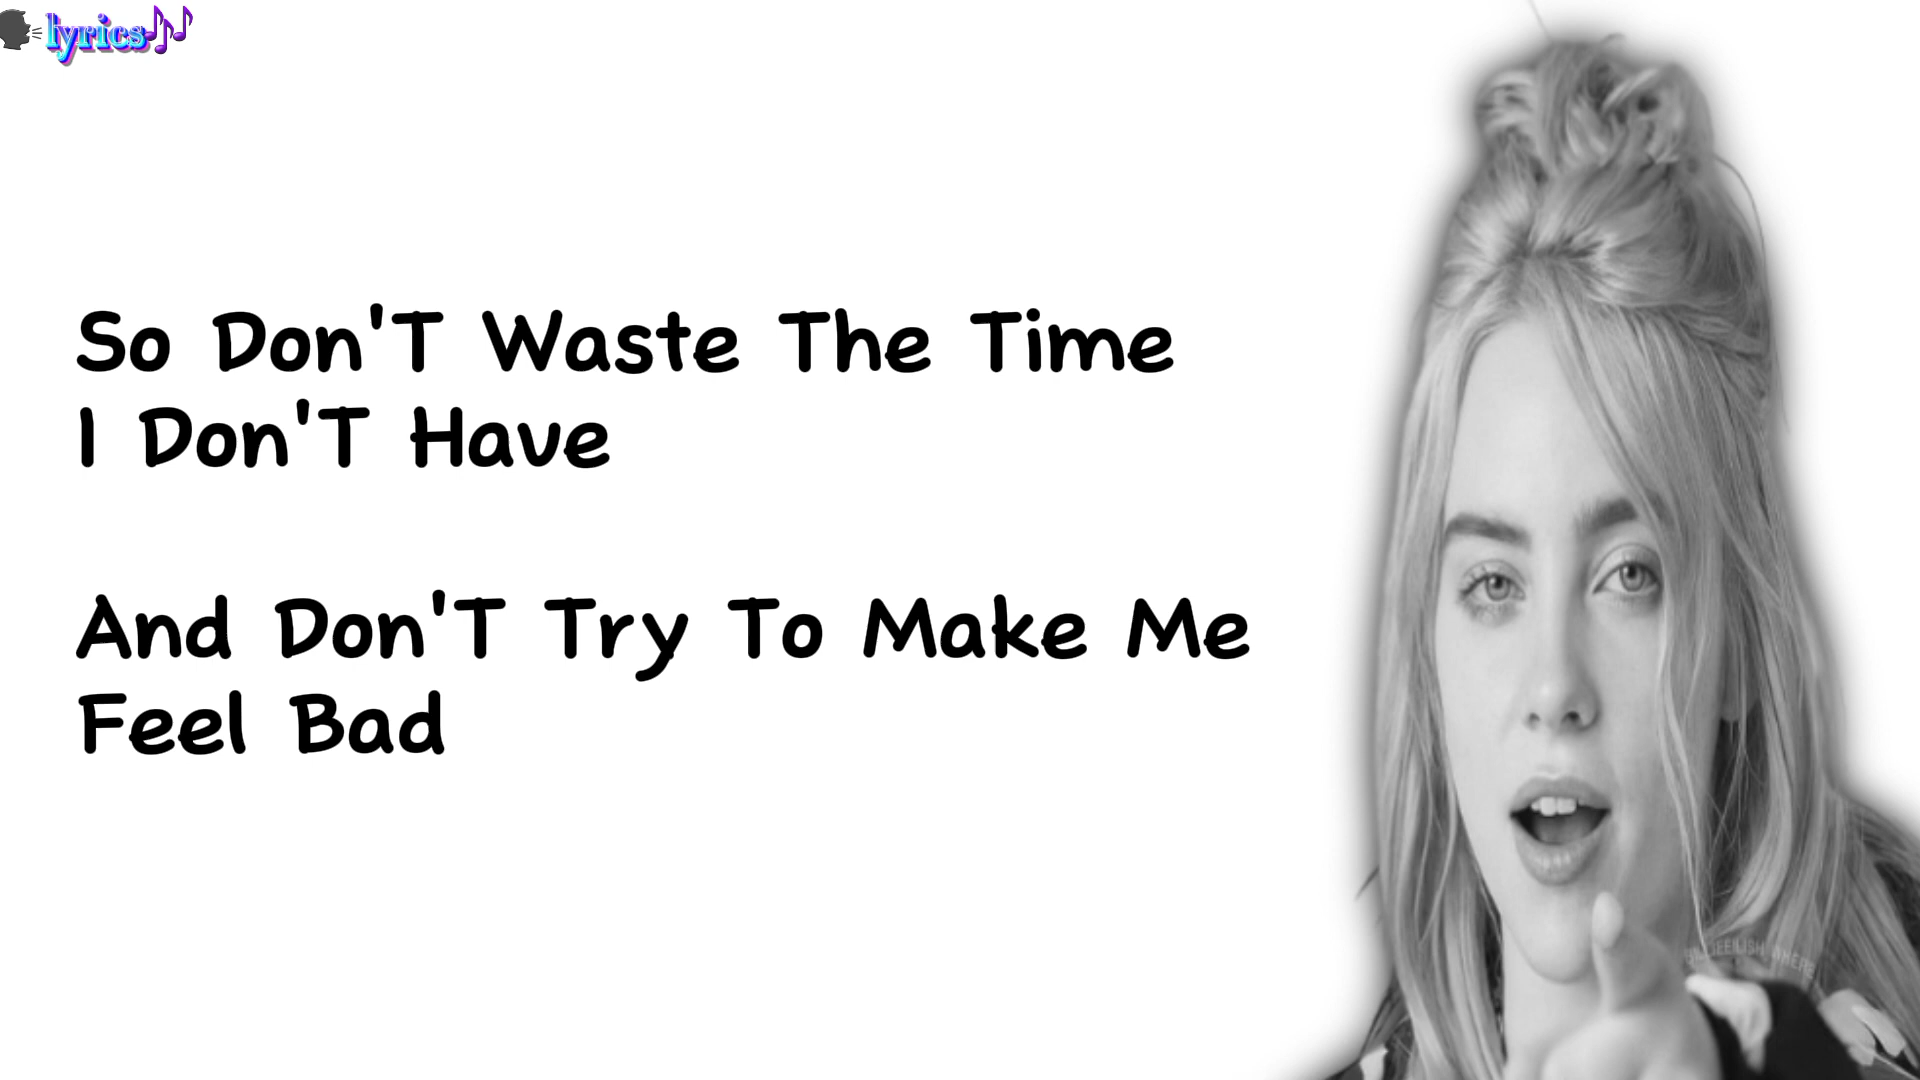 lyrics
So Don'T Waste The Time
I Don'T Have
And Don'T Try To Make Me
Feel Bad